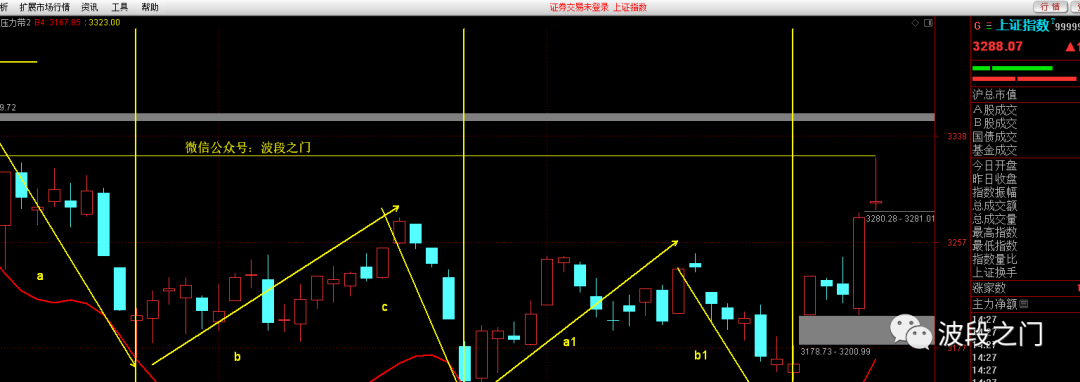 析 扩展市场行情 资讯 工具 帮助
证券交易未登录 上证指数
行情
压力带2 B4:3167.95 : 3323.00
G 上证指数 99999
3288.07
9.72
沪总市值
A股成交
3338
B股成交
微信公众号：波段之门
国债成交
基金成交
今日开盘
昨日收盘
指数振幅
总成交额
3280.28 - 3281.01
总成交量
最高指数
3257
最低指数
指数量比
上证换手
a
涨家数
主力净额
c
14:27
波段之门
a1
3177
b
b1
3178.73 - 3200.99
14:27
14:27
14:27